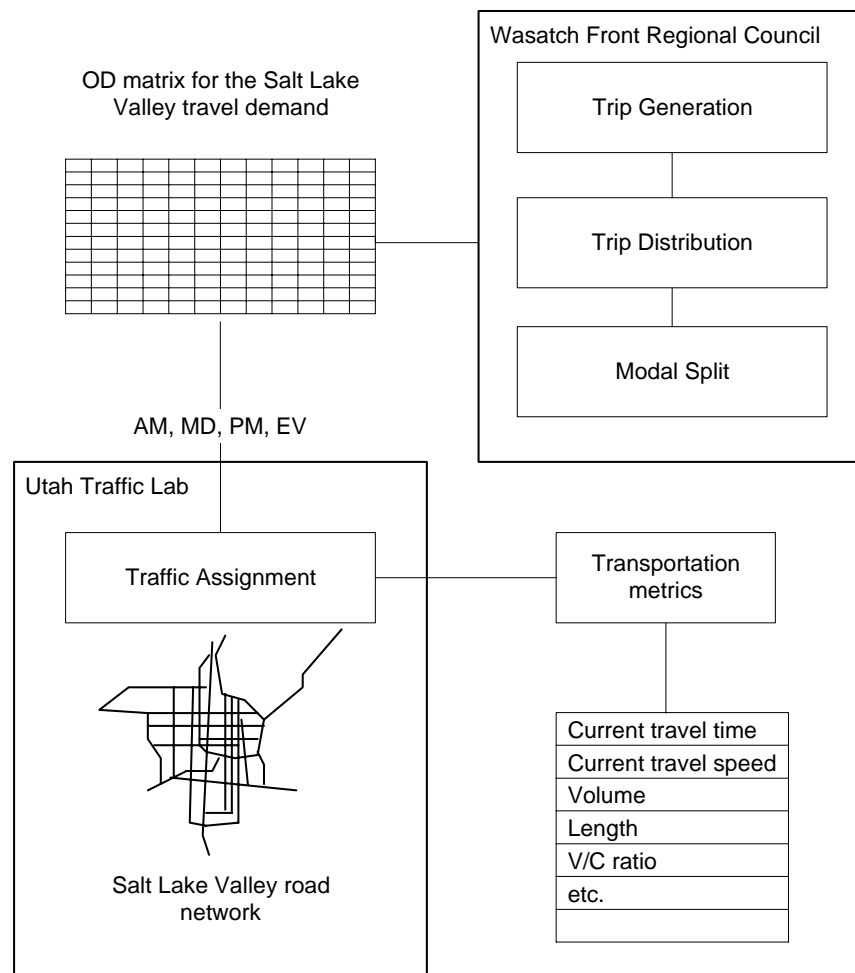 Wasatch Front Regional Council
OD matrix for the Salt Lake
Valley travel demand
Trip Generation
Trip Distribution
Modal Split
AM, MD, PM, EV
Utah Traffic Lab
Traffic Assignment
Transportation
metrics
Current travel time
Current travel speed
Volume
Length
V/C ratio
etc.
Salt Lake Valley road
network